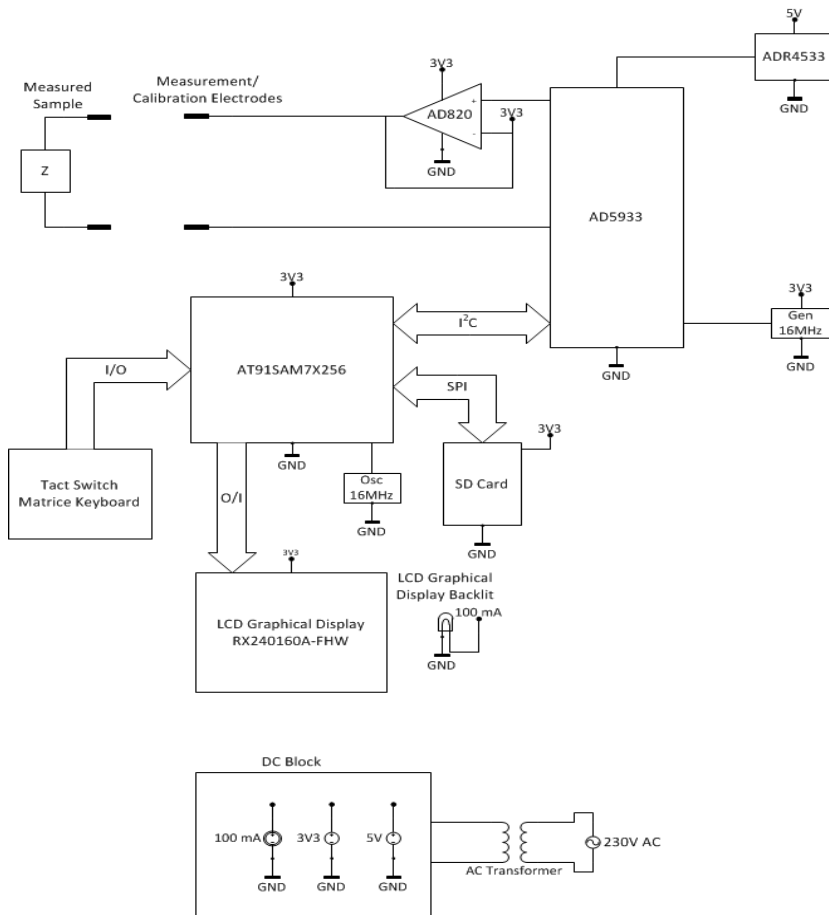 5V
ADR4533
GND
Measured
Sample
Measurement/
Calibration Electrodes
3V3
+
AD820
3V3
-
GND
Z
AD5933
3V3
Gen
16MHz
GND
GND
3V3
I²C
AT91SAM7X256
I/O
SPI
GND
Osc
16MHz
GND
3V3
SD Card
GND
Tact Switch
Matrice Keyboard
O/I
3V3
LCD Graphical Display
RX240160A-FHW
LCD Graphical
Display Backlit
100 mA
GND
DC Block
100 mA
3V3
5V
GND
GND
GND
AC Transformer
230V AC